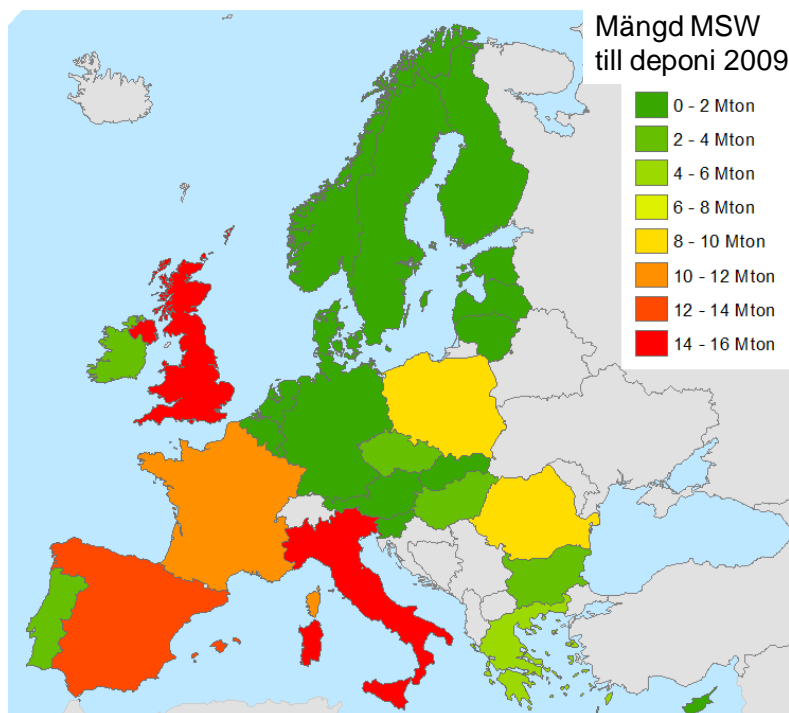 Mängd MSW
till deponi 2009
0 - 2 Mton
2 - 4 Mton
4 - 6 Mton
6 - 8 Mton
8 - 10 Mton
10 - 12 Mton
12 - 14 Mton
14 - 16 Mton